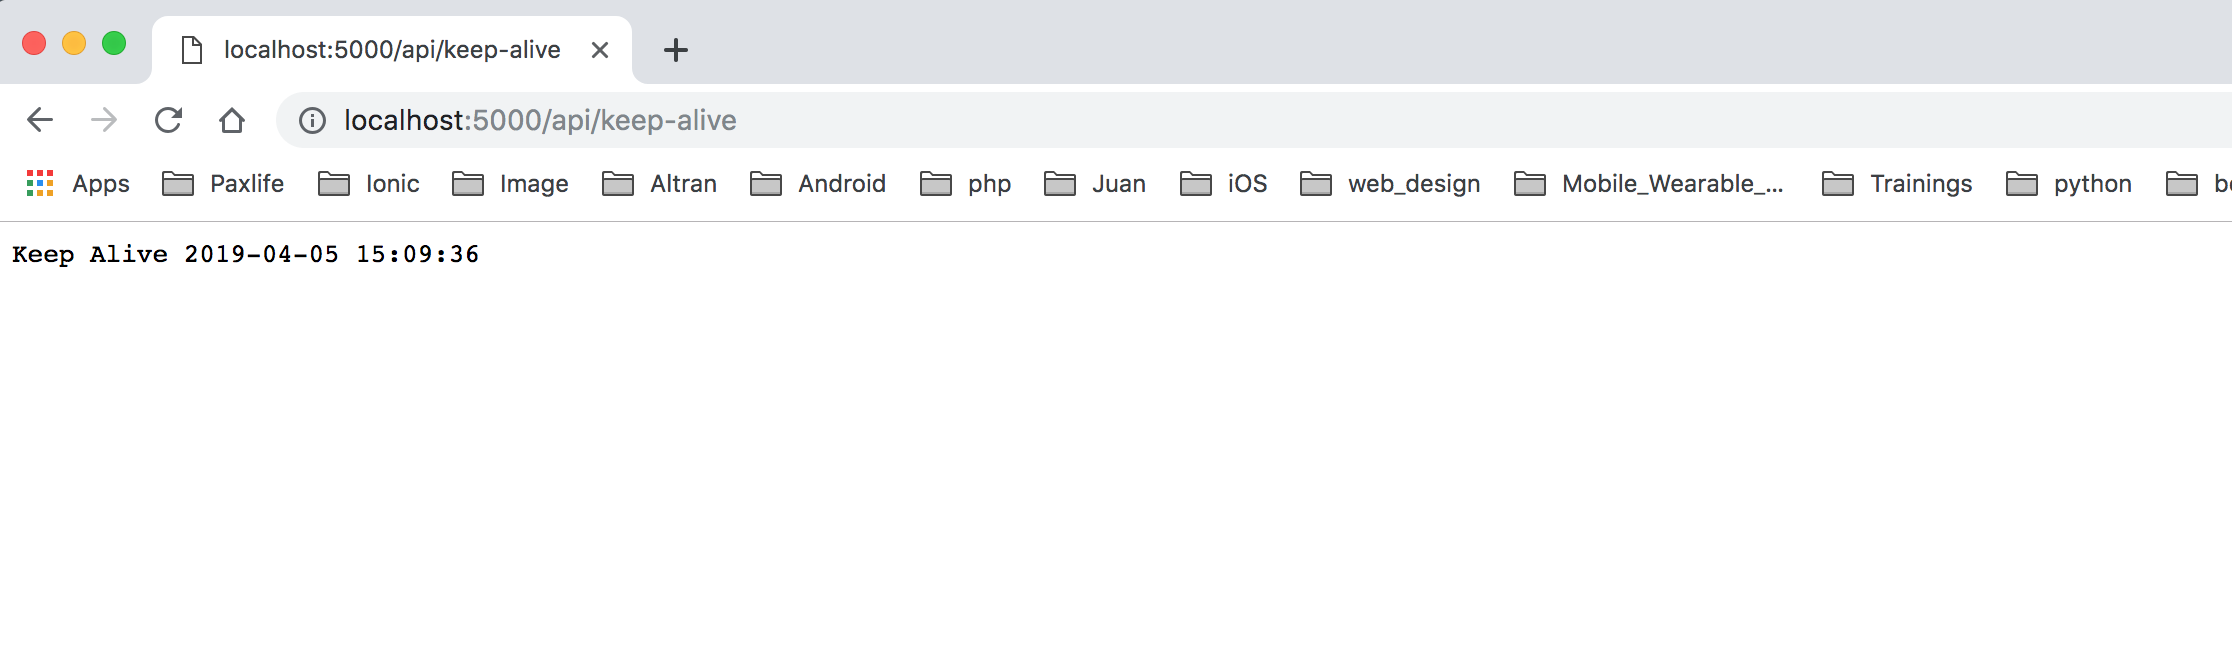 localhost:5000/api/keep-alive
localhost:5000/api/keep-alive
Apps Paxlife Ionic Image Altran Android php Juan iOS web_design Mobile_Wearable_... Trainings python
Keep Alive 2019-04-05 15:09:36